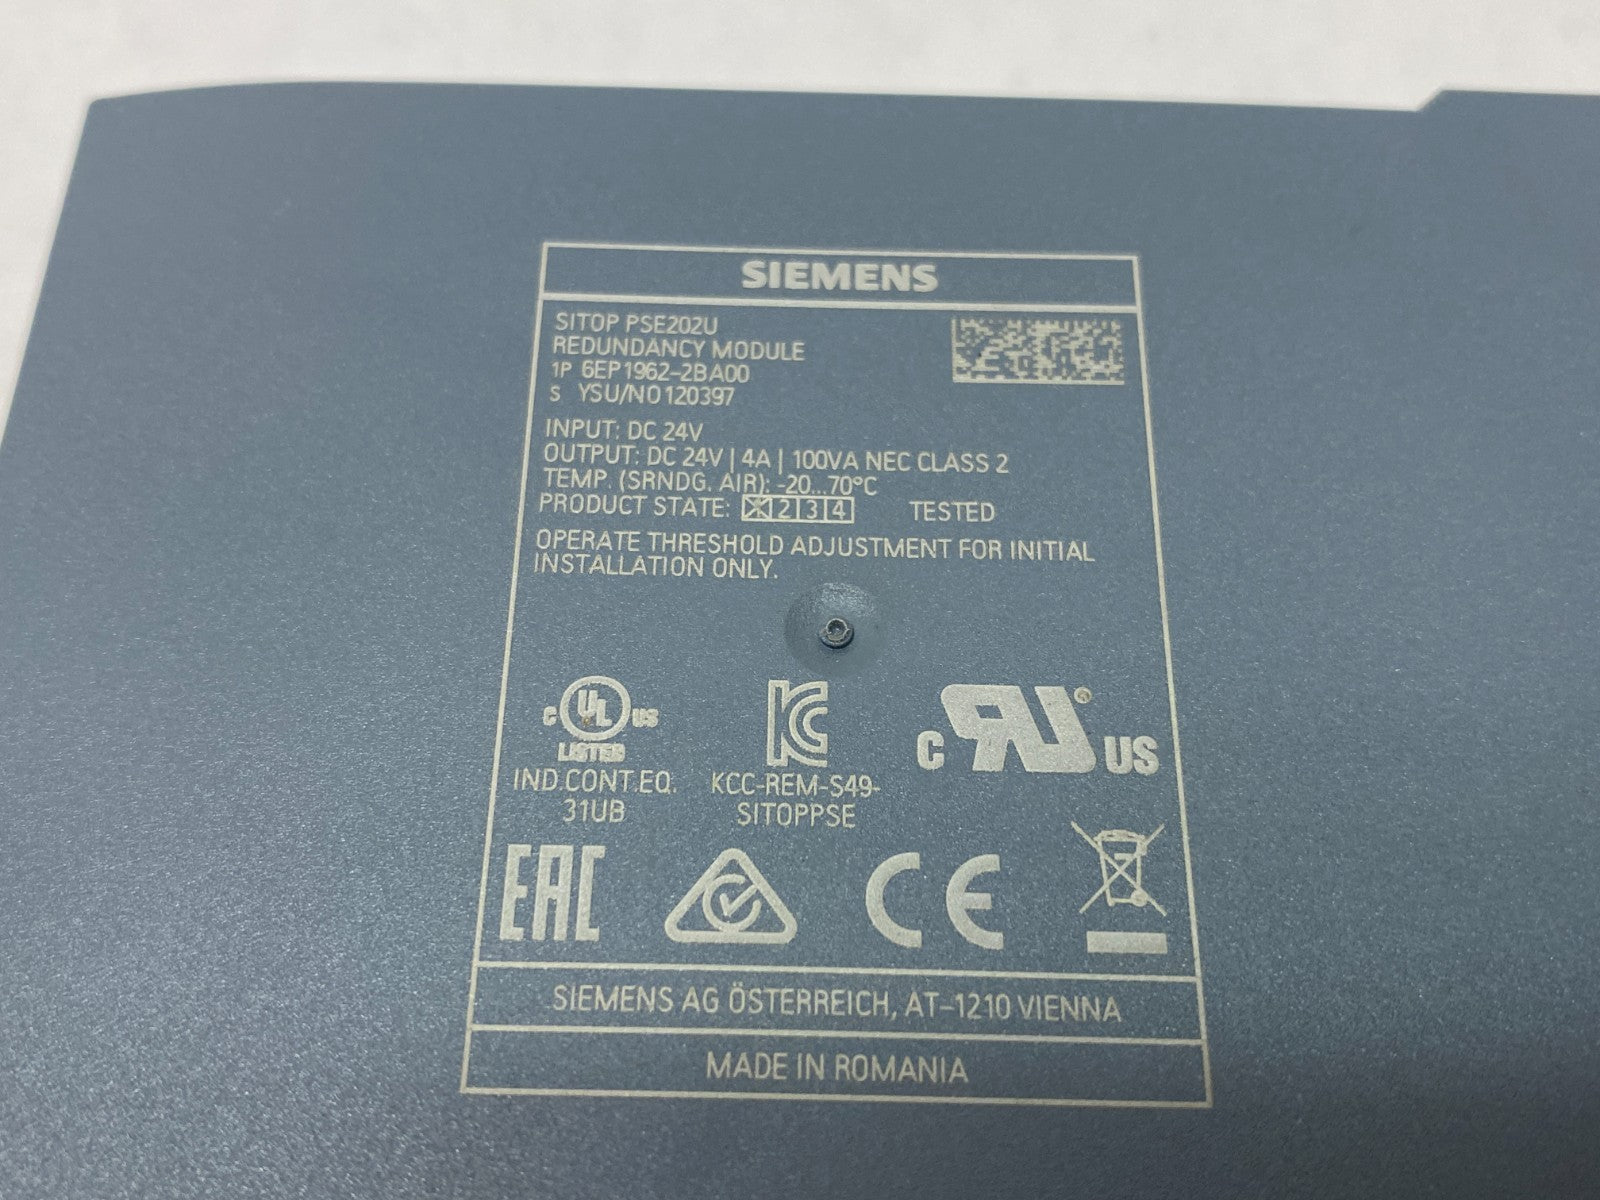 SIEMENS
SITOP PSE202U
REDUNDANCY MODULE
1P 6EP1962-2BA00
S YSU/N0120397
INPUT: DC 24V
OUTPUT: DC 24V | 4A | 100VA NEC CLASS 2
TEMP. (SRNDG. AIR): -20...70°C
PRODUCT STATE: X 2 3 4 TESTED
OPERATE THRESHOLD ADJUSTMENT FOR INITIAL
INSTALLATION ONLY.
C UL US
LISTED
IND.CONT.EQ.
31UB
KC
KCC-REM-S49-
SITOPPSE
C RU US
EAC
CE
SIEMENS AG ÖSTERREICH, AT-1210 VIENNA
MADE IN ROMANIA